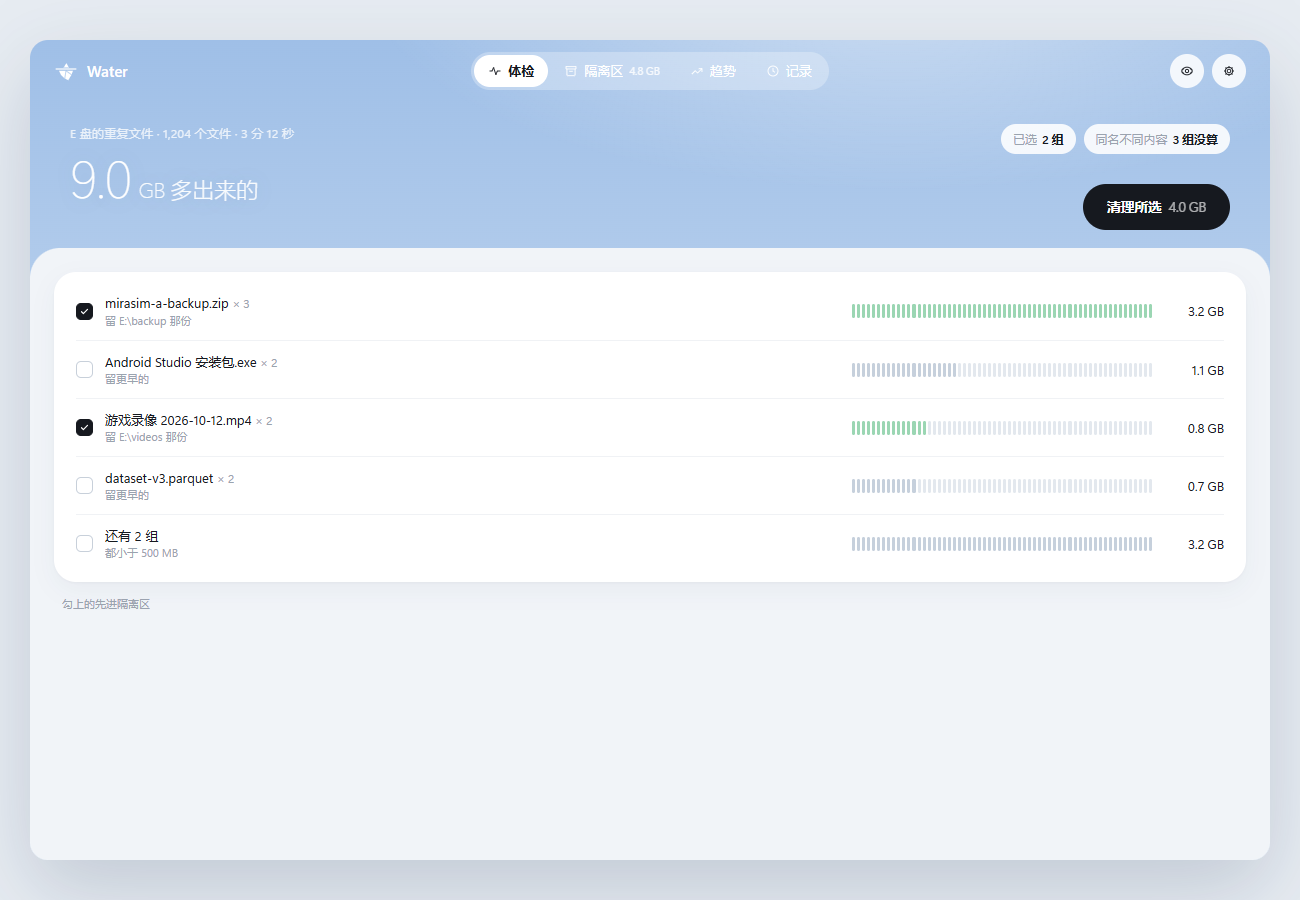 Water
体检
隔离区 4.8 GB
趋势
记录
E 盘的重复文件 · 1,204 个文件 · 3 分 12 秒
已选 2 组
同名不同内容 3 组没算
9.0 GB 多出来的
清理所选 4.0 GB
mirasim-a-backup.zip × 3
3.2 GB
留 E:\backup 那份
Android Studio 安装包.exe × 2
1.1 GB
留更早的
游戏录像 2026-10-12.mp4 × 2
0.8 GB
留 E:\videos 那份
dataset-v3.parquet × 2
0.7 GB
留更早的
还有 2 组
3.2 GB
都小于 500 MB
勾上的先进隔离区